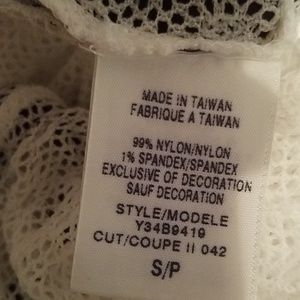 MADE IN TAIWAN
FABRIQUE A TAIWAN
99% NYLON/NYLON
1% SPANDEX/SPANDEX
EXCLUSIVE OF DECORATION
SAUF DECORATION
STYLE/MODELE
Y34B9419
CUT/COUPE II 042
S/P